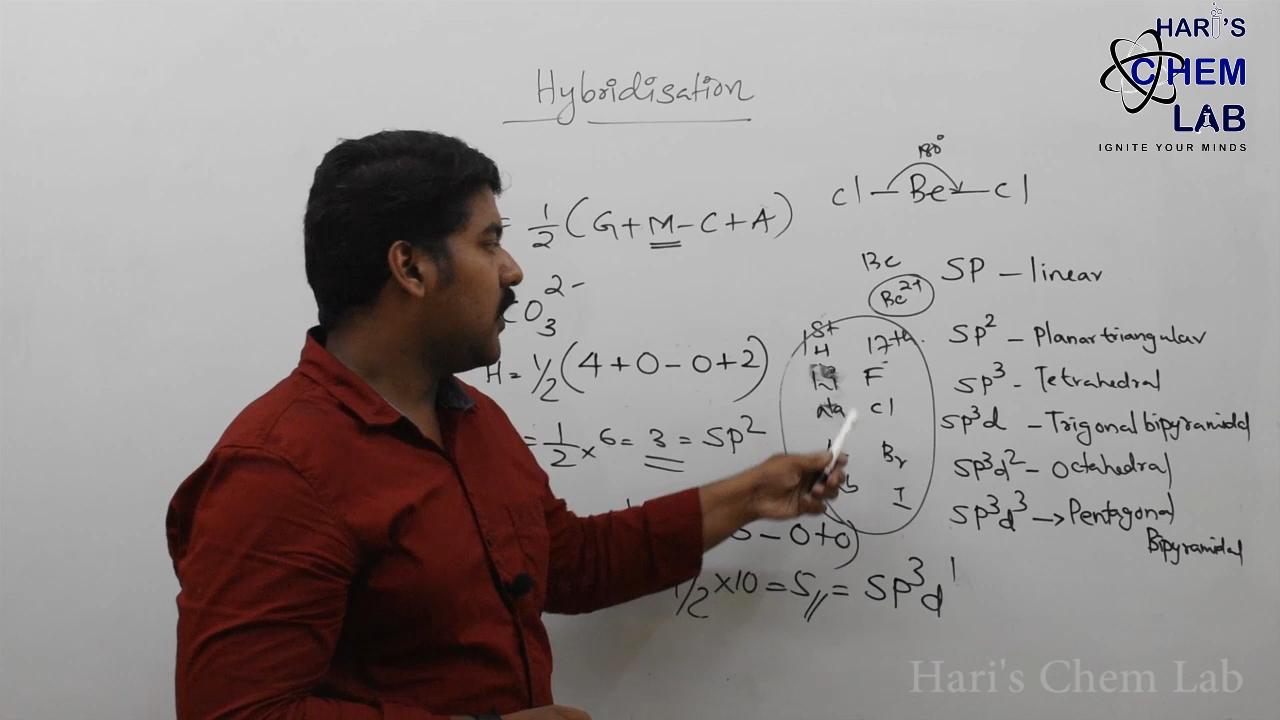 HARI'S
CHEM
LAB
IGNITE YOUR MINDS
Hybridisation
180°
Cl — Be — Cl
= 1/2 (G + M - C + A)
Be
Be2+
SP - linear
CO3 2-
1st 17th
H F
Cl
Br
I
SP2 - Planar triangular
SP3 - Tetrahedral
SP3d - Trigonal bipyramidal
SP3d2 - Octahedral
SP3d3 → Pentagonal
Bipyramidal
H = 1/2 (4 + 0 - 0 + 2)
= 1/2 × 6 = 3 = SP2
- 0 + 0)
1/2 × 10 = 5 = SP3d1
Hari's Chem Lab